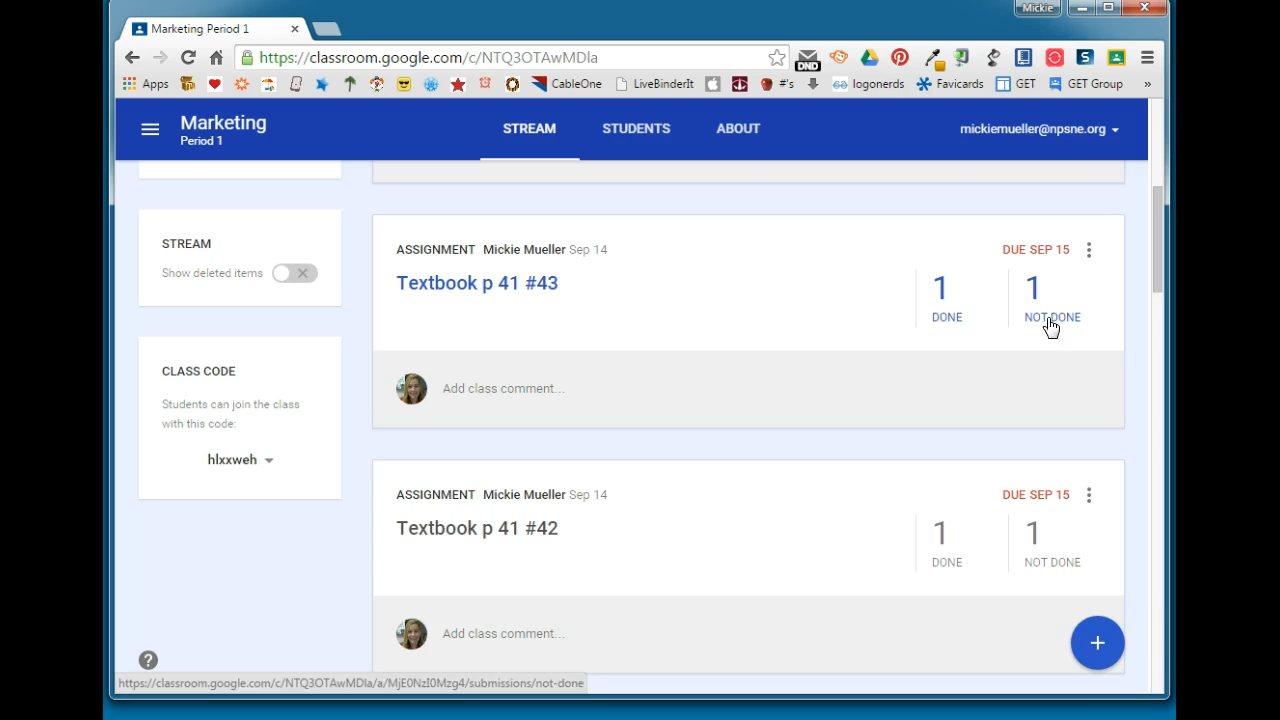 Mickie
Marketing Period 1
https://classroom.google.com/c/NTQ3OTAwMDla
DND
Apps
CableOne
LiveBinderIt
#'s
logonerds
Favicards
GET
GET Group
»
Marketing
Period 1
STREAM
STUDENTS
ABOUT
mickiemueller@npsne.org
STREAM
Show deleted items
CLASS CODE
Students can join the class
with this code:
hlxxweh
ASSIGNMENT Mickie Mueller Sep 14
DUE SEP 15
Textbook p 41 #43
1
DONE
1
NOT DONE
Add class comment...
ASSIGNMENT Mickie Mueller Sep 14
DUE SEP 15
Textbook p 41 #42
1
DONE
1
NOT DONE
Add class comment...
+
?
https://classroom.google.com/c/NTQ3OTAwMDla/a/MjE0NzI0Mzg4/submissions/not-done